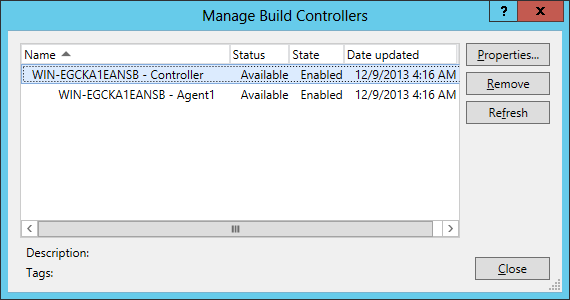 Manage Build Controllers
? X
Name Status State Date updated
WIN-EGCKA1EANSB - Controller Available Enabled 12/9/2013 4:16 AM
WIN-EGCKA1EANSB - Agent1 Available Enabled 12/9/2013 4:16 AM
Properties...
Remove
Refresh
Description:
Tags:
Close